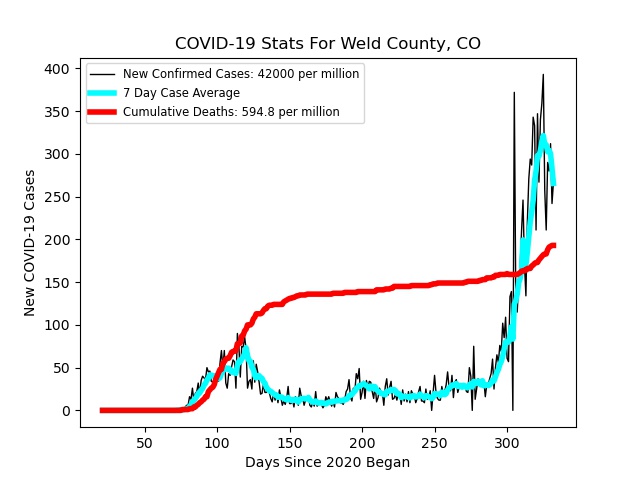 COVID-19 Stats For Weld County, CO
New Confirmed Cases: 42000 per million
7 Day Case Average
Cumulative Deaths: 594.8 per million
New COVID-19 Cases
400
350
300
250
200
150
100
50
0
50 100 150 200 250 300
Days Since 2020 Began